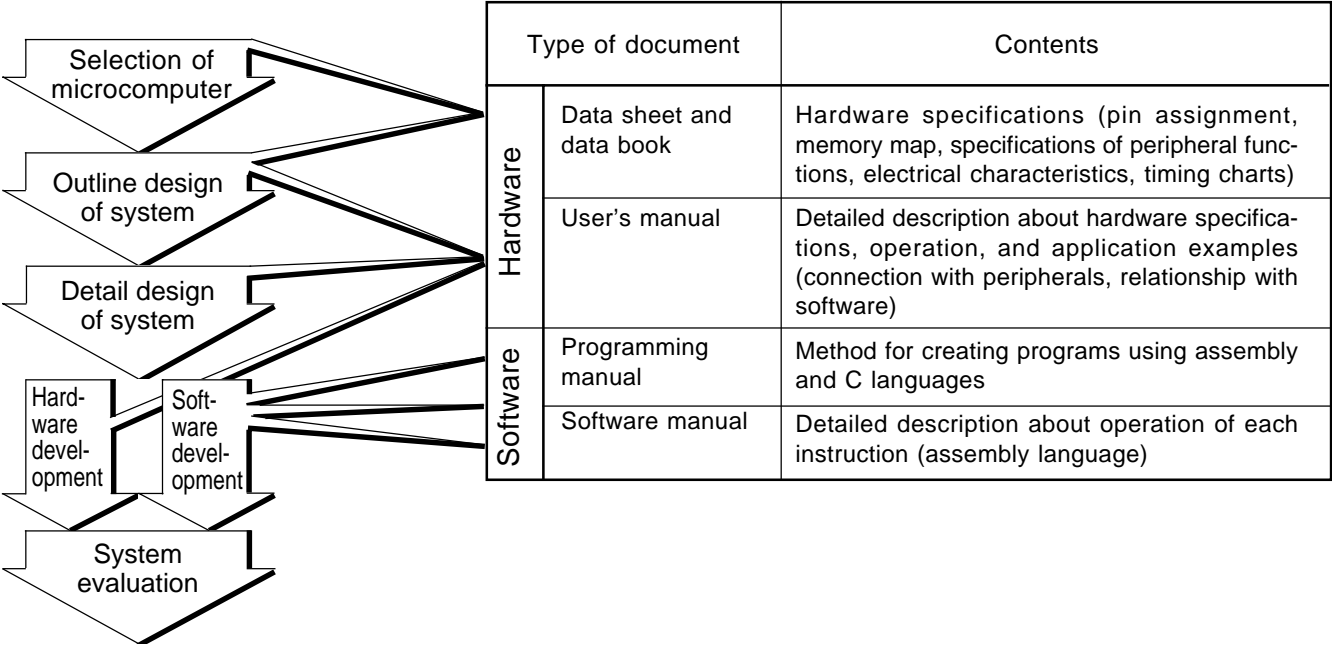 Selection of
microcomputer
Outline design
of system
Detail design
of system
Hard-
ware
devel-
opment
Soft-
ware
devel-
opment
System
evaluation
Type of document
Contents
Hardware
Data sheet and
data book
Hardware specifications (pin assignment,
memory map, specifications of peripheral func-
tions, electrical characteristics, timing charts)
User's manual
Detailed description about hardware specifica-
tions, operation, and application examples
(connection with peripherals, relationship with
software)
Software
Programming
manual
Method for creating programs using assembly
and C languages
Software manual
Detailed description about operation of each
instruction (assembly language)